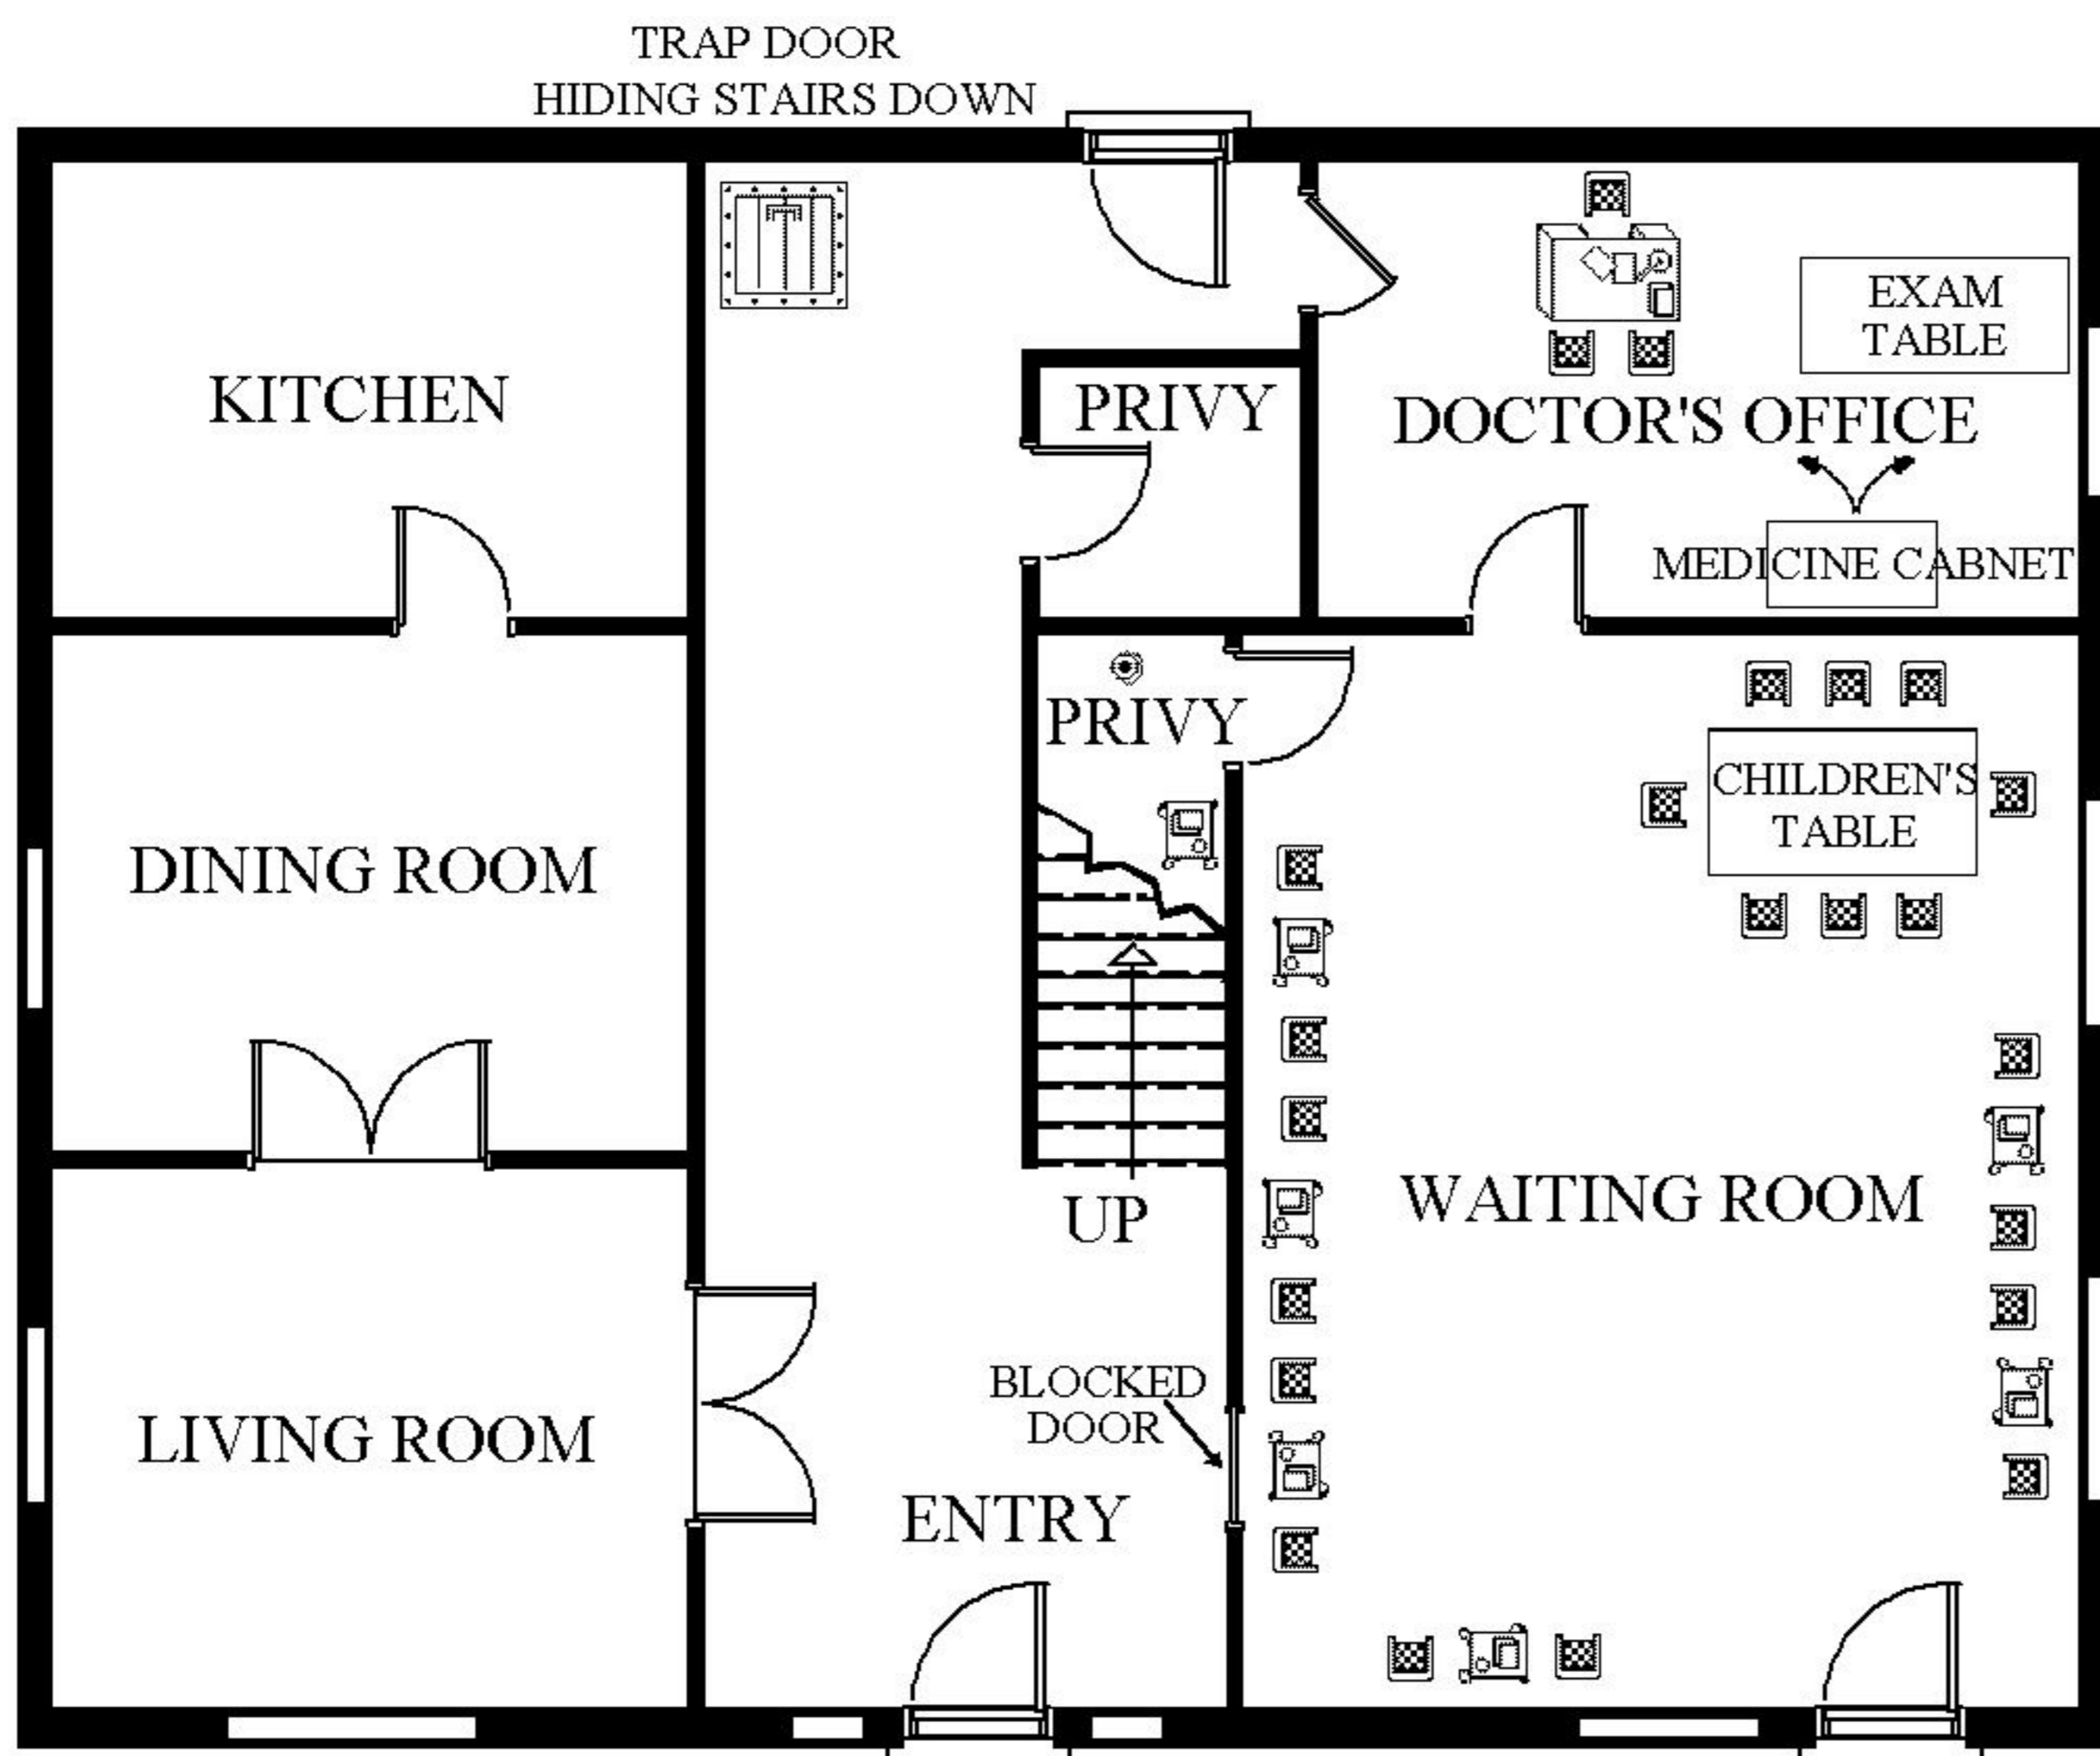 TRAP DOOR
HIDING STAIRS DOWN
KITCHEN
PRIVY
EXAM
TABLE
DOCTOR'S OFFICE
MEDICINE CABNET
PRIVY
CHILDREN'S
TABLE
DINING ROOM
UP
WAITING ROOM
LIVING ROOM
BLOCKED
DOOR
ENTRY